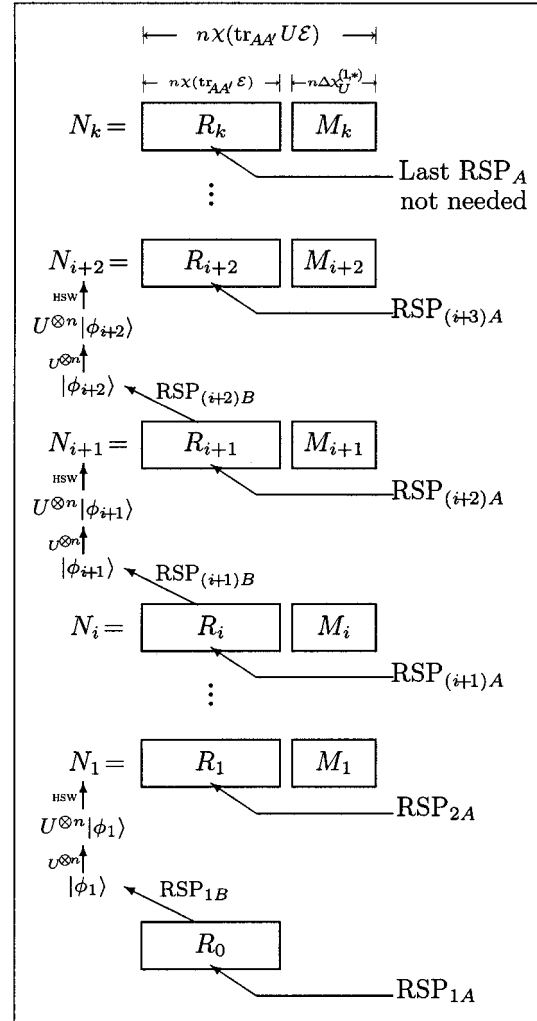 nχ(tr_{AA′} Uℰ)
nχ(tr_{AA′} ℰ) nΔχ_U^{(1,*)}
N_k = R_k M_k
Last RSP_A
not needed
⋮
N_{i+2} = R_{i+2} M_{i+2}
HSW
RSP_{(i+3)A}
U^{⊗n}|ϕ_{i+2}⟩
U^{⊗n}
|ϕ_{i+2}⟩ RSP_{(i+2)B}
N_{i+1} = R_{i+1} M_{i+1}
HSW
RSP_{(i+2)A}
U^{⊗n}|ϕ_{i+1}⟩
U^{⊗n}
|ϕ_{i+1}⟩ RSP_{(i+1)B}
N_i = R_i M_i
RSP_{(i+1)A}
⋮
N_1 = R_1 M_1
HSW
RSP_{2A}
U^{⊗n}|ϕ_1⟩
U^{⊗n}
|ϕ_1⟩ RSP_{1B}
R_0
RSP_{1A}